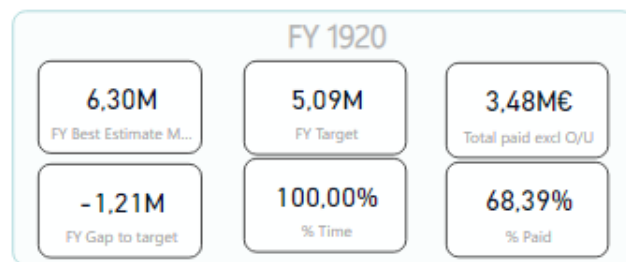 FY 1920
6,30M
FY Best Estimate M...
5,09M
FY Target
3,48M€
Total paid excl O/U
-1,21M
FY Gap to target
100,00%
% Time
68,39%
% Paid